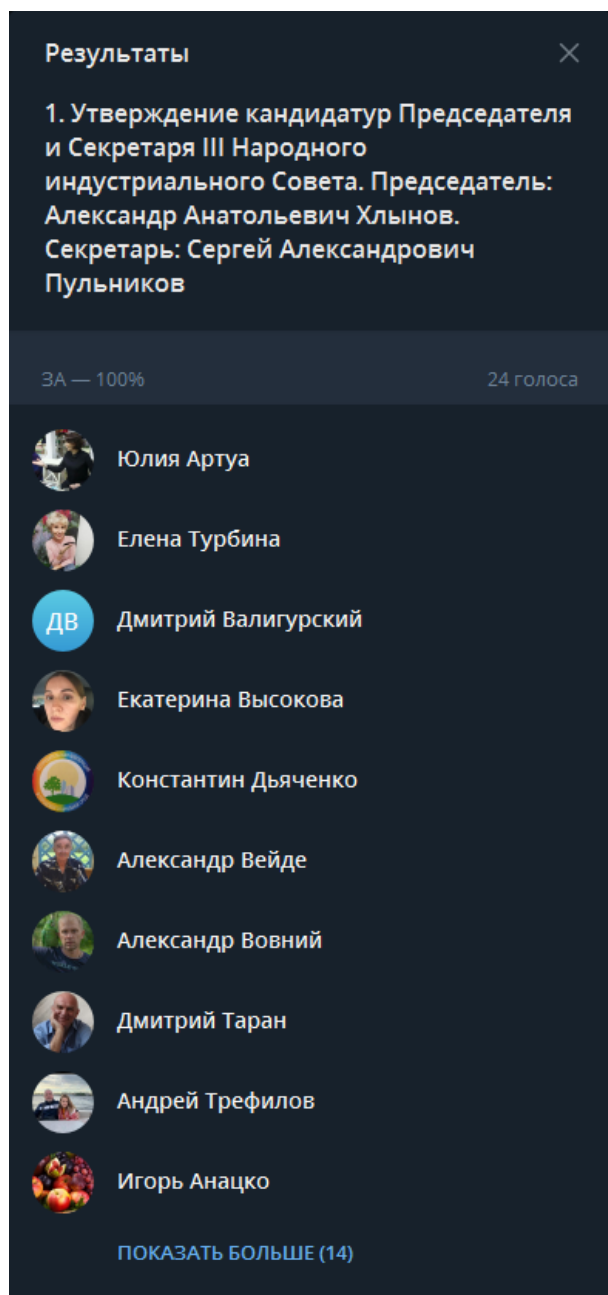 Результаты
1. Утверждение кандидатур Председателя
и Секретаря III Народного
индустриального Совета. Председатель:
Александр Анатольевич Хлынов.
Секретарь: Сергей Александрович
Пульников
ЗА — 100% 24 голоса
Юлия Артуа
Елена Турбина
ДВ Дмитрий Валигурский
Екатерина Высокова
Константин Дьяченко
Александр Вейде
Александр Вовний
Дмитрий Таран
Андрей Трефилов
Игорь Анацко
ПОКАЗАТЬ БОЛЬШЕ (14)